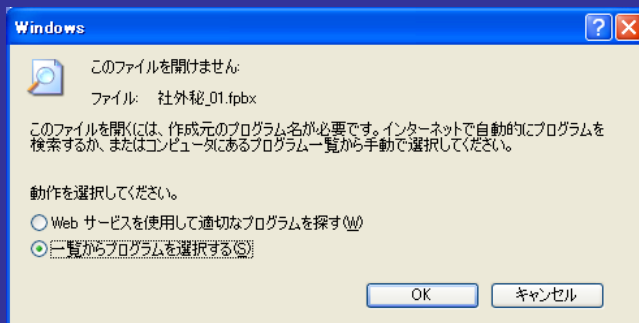 Windows
このファイルを開けません:
ファイル: 社外秘_01.fpbx
このファイルを開くには、作成元のプログラム名が必要です。インターネットで自動的にプログラムを
検索するか、またはコンピュータにあるプログラム一覧から手動で選択してください。
動作を選択してください。
Web サービスを使用して適切なプログラムを探す(W)
一覧からプログラムを選択する(S)
OK キャンセル